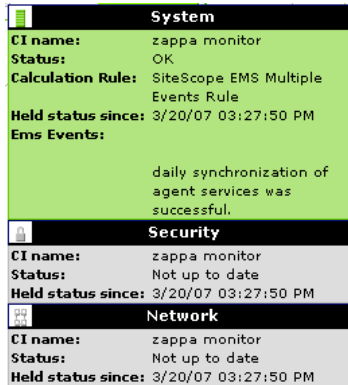 System
CI name: zappa monitor
Status: OK
Calculation Rule: SiteScope EMS Multiple
Events Rule
Held status since: 3/20/07 03:27:50 PM
Ems Events:
daily synchronization of
agent services was
successful.
Security
CI name: zappa monitor
Status: Not up to date
Held status since: 3/20/07 03:27:50 PM
Network
CI name: zappa monitor
Status: Not up to date
Held status since: 3/20/07 03:27:50 PM